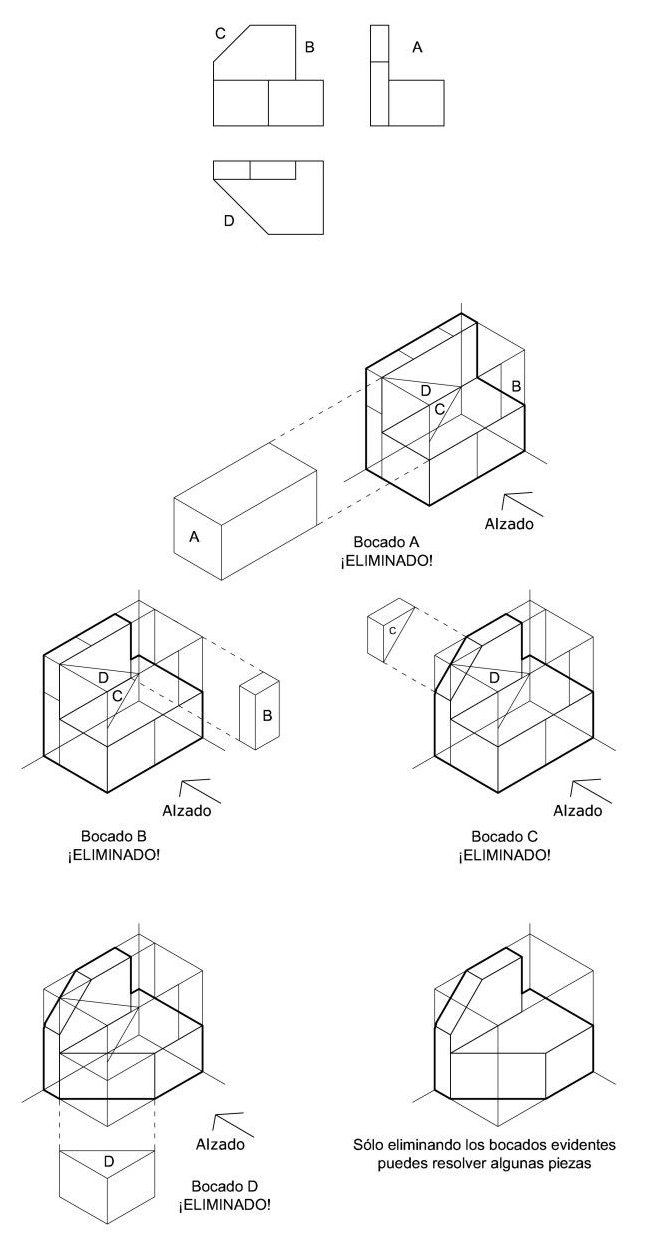 C
B
A
D
D
C
B
A
Alzado
Bocado A
¡ELIMINADO!
D
C
B
Alzado
Bocado B
¡ELIMINADO!
C
D
Alzado
Bocado C
¡ELIMINADO!
Alzado
D
Bocado D
¡ELIMINADO!
Sólo eliminando los bocados evidentes
puedes resolver algunas piezas